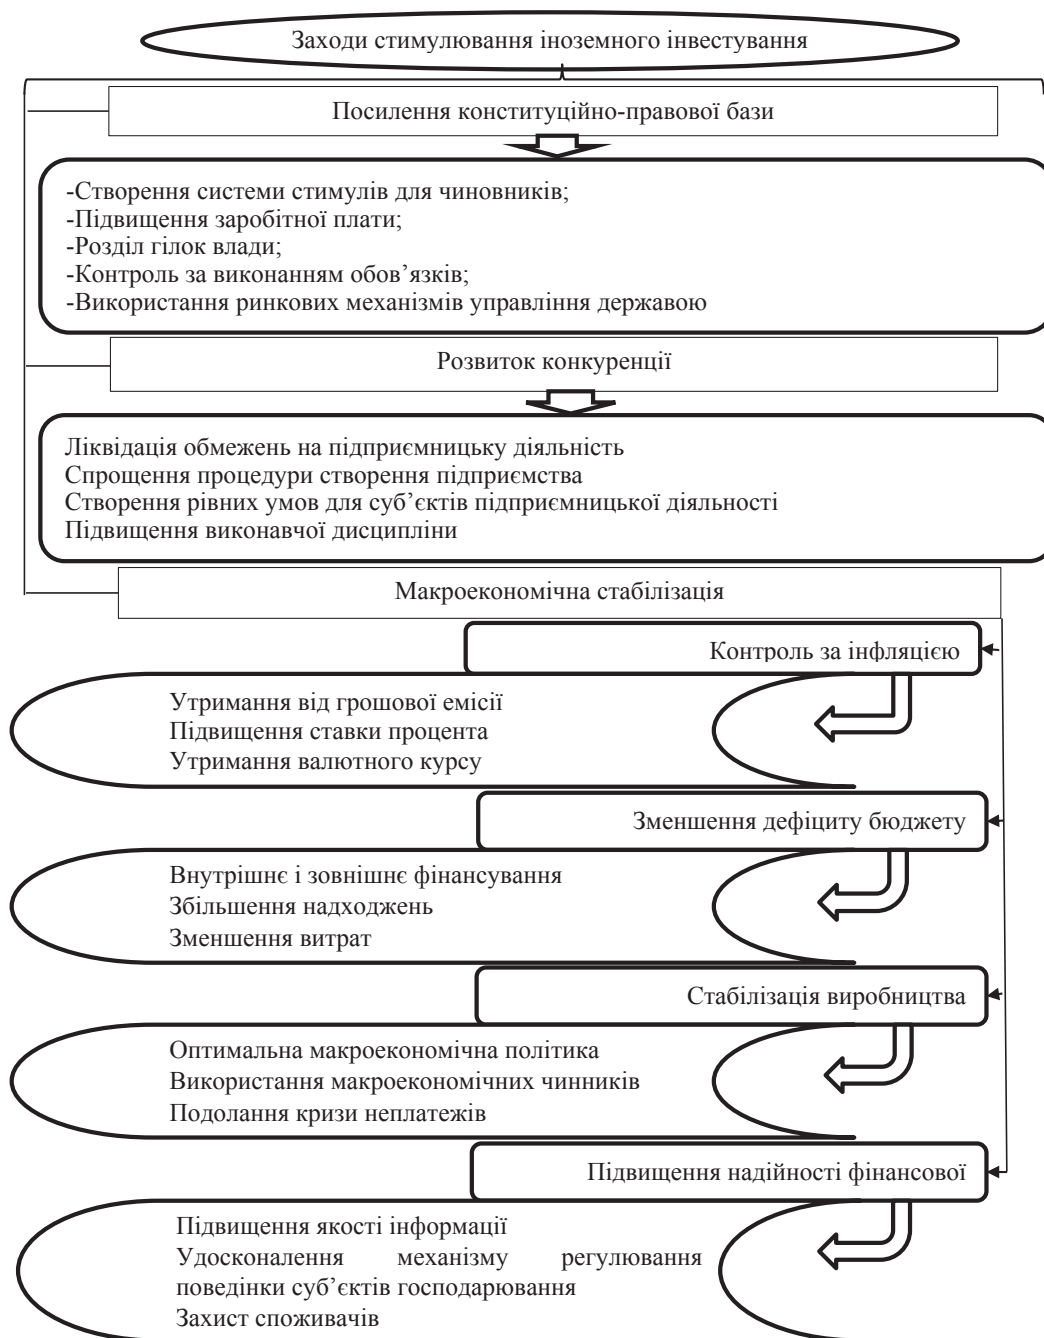 Заходи стимулювання іноземного інвестування
Посилення конституційно-правової бази
-Створення системи стимулів для чиновників;
-Підвищення заробітної плати;
-Розділ гілок влади;
-Контроль за виконанням обов’язків;
-Використання ринкових механізмів управління державою
Розвиток конкуренції
Ліквідація обмежень на підприємницьку діяльність
Спрощення процедури створення підприємства
Створення рівних умов для суб’єктів підприємницької діяльності
Підвищення виконавчої дисципліни
Макроекономічна стабілізація
Контроль за інфляцією
Утримання від грошової емісії
Підвищення ставки процента
Утримання валютного курсу
Зменшення дефіциту бюджету
Внутрішнє і зовнішнє фінансування
Збільшення надходжень
Зменшення витрат
Стабілізація виробництва
Оптимальна макроекономічна політика
Використання макроекономічних чинників
Подолання кризи неплатежів
Підвищення надійності фінансової
Підвищення якості інформації
Удосконалення механізму регулювання
поведінки суб’єктів господарювання
Захист споживачів